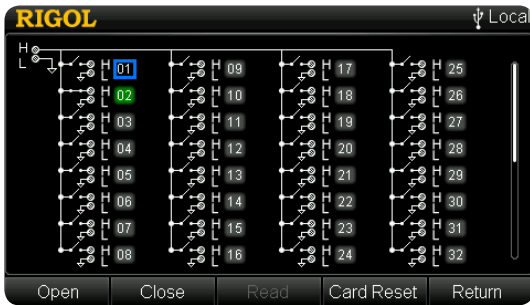 RIGOL Local
H
L
H 01 H 09 H 17 H 25
L L L L
H 02 H 10 H 18 H 26
L L L L
H 03 H 11 H 19 H 27
L L L L
H 04 H 12 H 20 H 28
L L L L
H 05 H 13 H 21 H 29
L L L L
H 06 H 14 H 22 H 30
L L L L
H 07 H 15 H 23 H 31
L L L L
H 08 H 16 H 24 H 32
L L L L
Open Close Read Card Reset Return